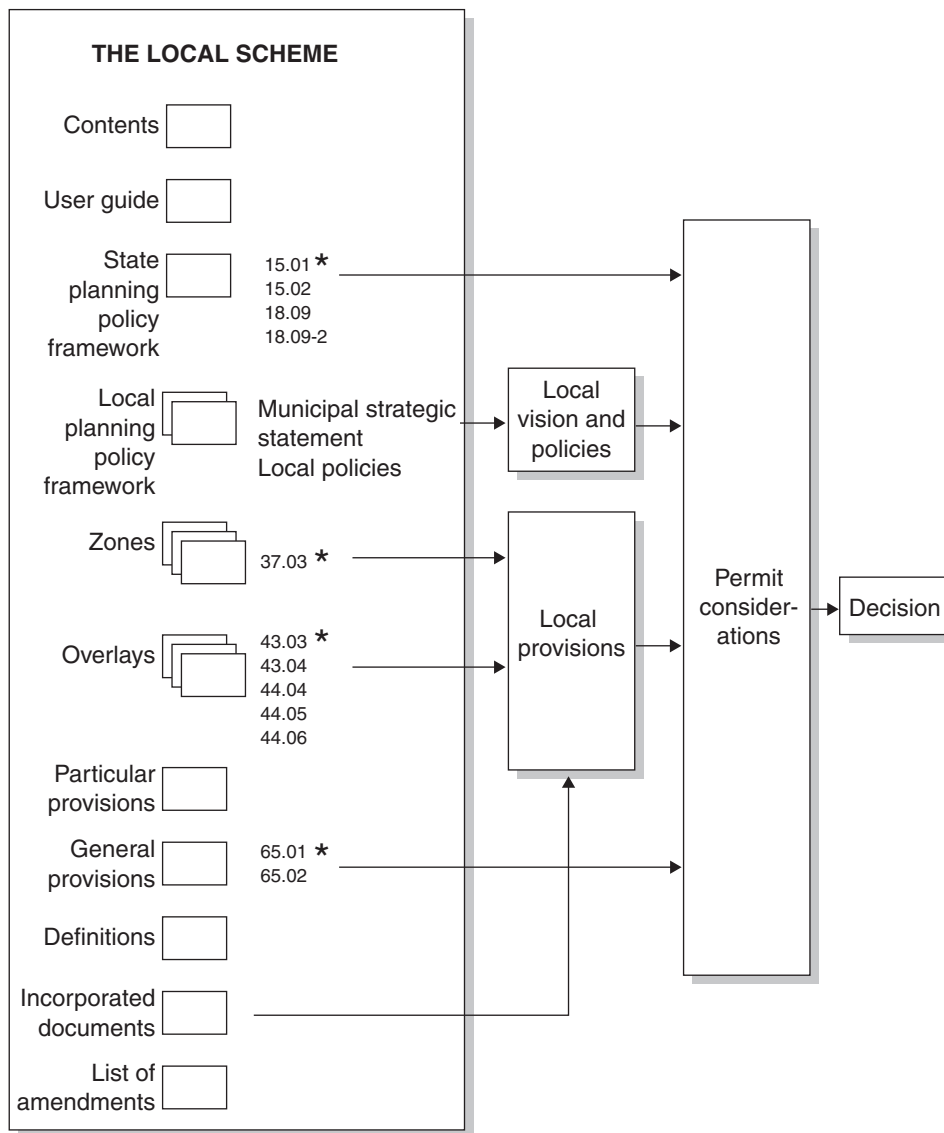 THE LOCAL SCHEME
Contents
User guide
State
planning
policy
framework
15.01 *
15.02
18.09
18.09-2
Local
planning
policy
framework
Municipal strategic
statement
Local policies
Local
vision and
policies
Zones
37.03 *
Overlays
43.03 *
43.04
44.04
44.05
44.06
Local
provisions
Permit
consider-
ations
Decision
Particular
provisions
General
provisions
65.01 *
65.02
Definitions
Incorporated
documents
List of
amendments